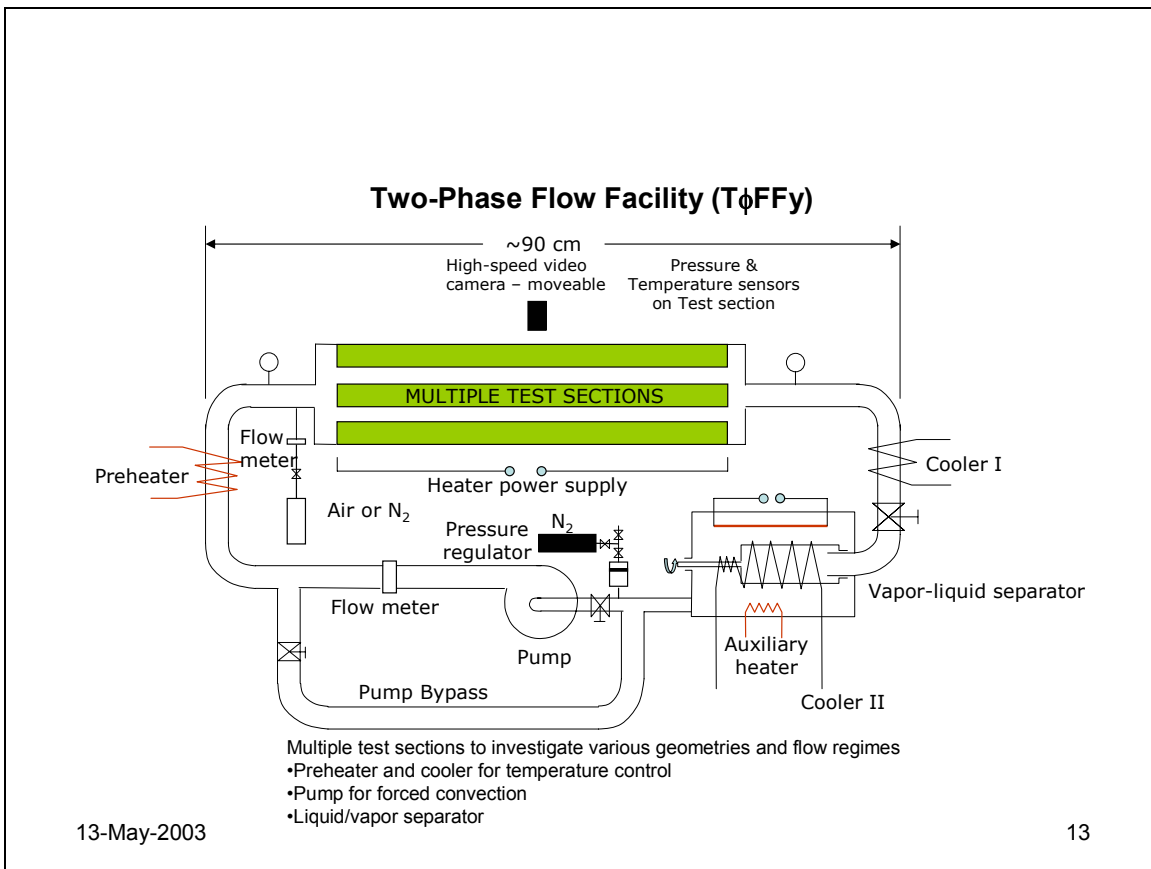 Two-Phase Flow Facility (TϕFFy)
~90 cm
High-speed video
camera – moveable
Pressure &
Temperature sensors
on Test section
MULTIPLE TEST SECTIONS
Flow
meter
Preheater
Cooler I
Heater power supply
Air or N₂
Pressure
regulator
N₂
Vapor-liquid separator
Flow meter
Pump
Auxiliary
heater
Pump Bypass
Cooler II
Multiple test sections to investigate various geometries and flow regimes
•Preheater and cooler for temperature control
•Pump for forced convection
•Liquid/vapor separator
13-May-2003
13